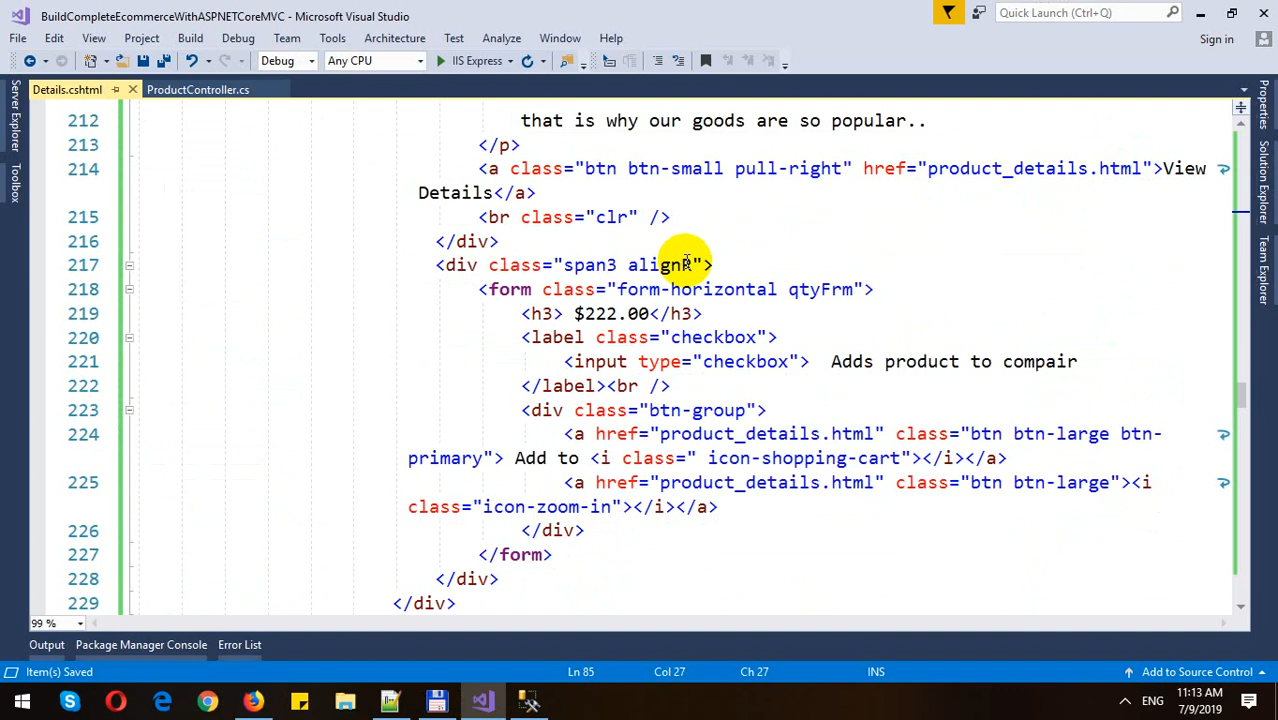 BuildCompleteEcommerceWithASPNETCoreMVC - Microsoft Visual Studio
Quick Launch (Ctrl+Q)
File Edit View Project Build Debug Team Tools Architecture Test Analyze Window Help
Sign in
Debug Any CPU IIS Express
Details.cshtml ProductController.cs
Server Explorer
Toolbox
Properties
Solution Explorer
Team Explorer
212 that is why our goods are so popular..
213 </p>
214 <a class="btn btn-small pull-right" href="product_details.html">View
Details</a>
215 <br class="clr" />
216 </div>
217 <div class="span3 alignR">
218 <form class="form-horizontal qtyFrm">
219 <h3> $222.00</h3>
220 <label class="checkbox">
221 <input type="checkbox">  Adds product to compair
222 </label><br />
223 <div class="btn-group">
224 <a href="product_details.html" class="btn btn-large btn-
primary"> Add to <i class=" icon-shopping-cart"></i></a>
225 <a href="product_details.html" class="btn btn-large"><i
class="icon-zoom-in"></i></a>
226 </div>
227 </form>
228 </div>
229 </div>
99 %
Output Package Manager Console Error List
Item(s) Saved Ln 85 Col 27 Ch 27 INS Add to Source Control
ENG
11:13 AM
7/9/2019